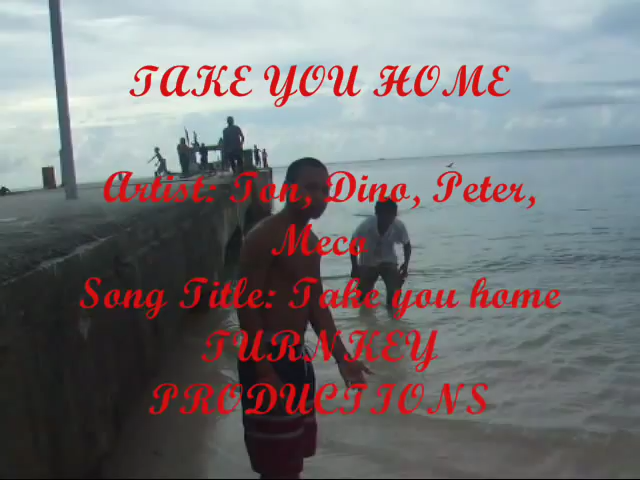 TAKE YOU HOME
Artist: Ton, Dino, Peter,
Meco
Song Title: Take you home
TURNKEY
PRODUCTIONS